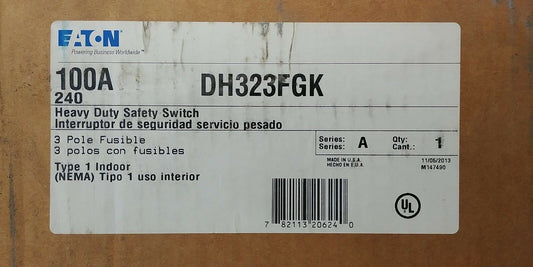 EATON
Powering Business Worldwide
100A
DH323FGK
240
Heavy Duty Safety Switch
Interruptor de seguridad servicio pesado
3 Pole Fusible
3 polos con fusibles
Series: A Qty: 1
Series: Cant.:
Type 1 Indoor
(NEMA) Tipo 1 uso interior
MADE IN U.S.A.
HECHO EN E.U.A.
11/05/2013
M147490
7 82113 20624 0
UL